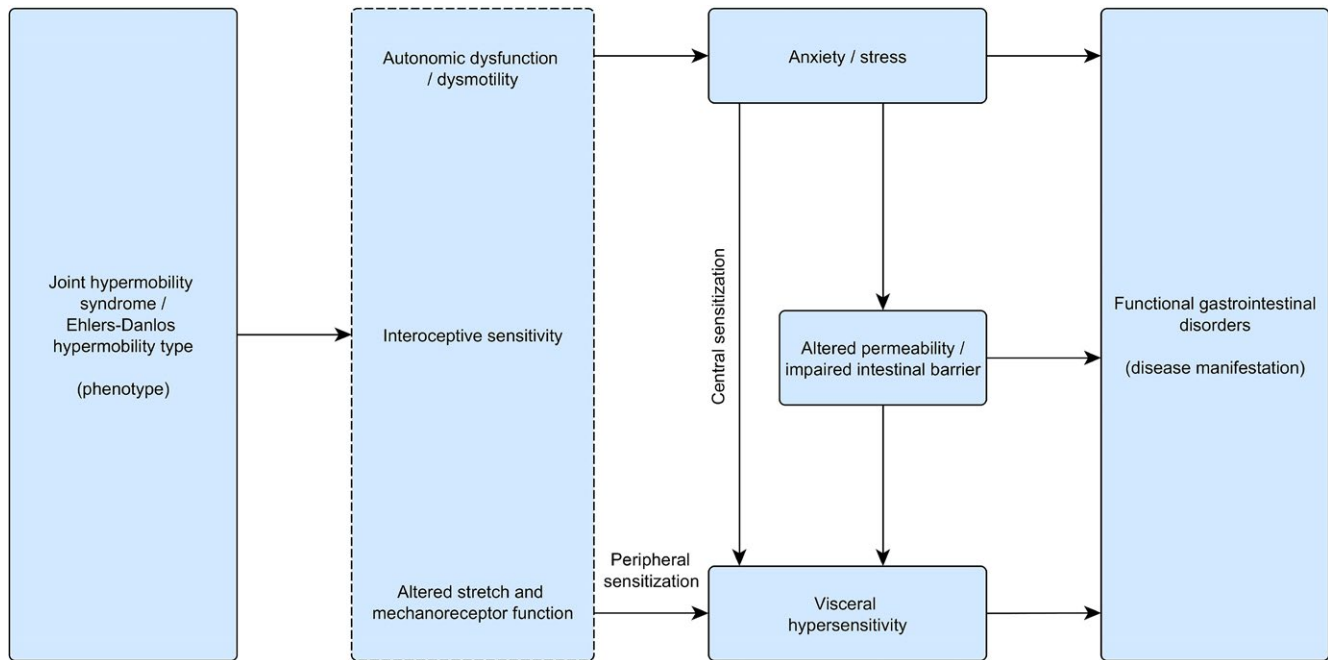 Joint hypermobility
syndrome /
Ehlers-Danlos
hypermobility type
(phenotype)
Autonomic dysfunction
/ dysmotility
Interoceptive sensitivity
Altered stretch and
mechanoreceptor function
Peripheral
sensitization
Anxiety / stress
Central sensitization
Altered permeability /
impaired intestinal barrier
Visceral
hypersensitivity
Functional gastrointestinal
disorders
(disease manifestation)